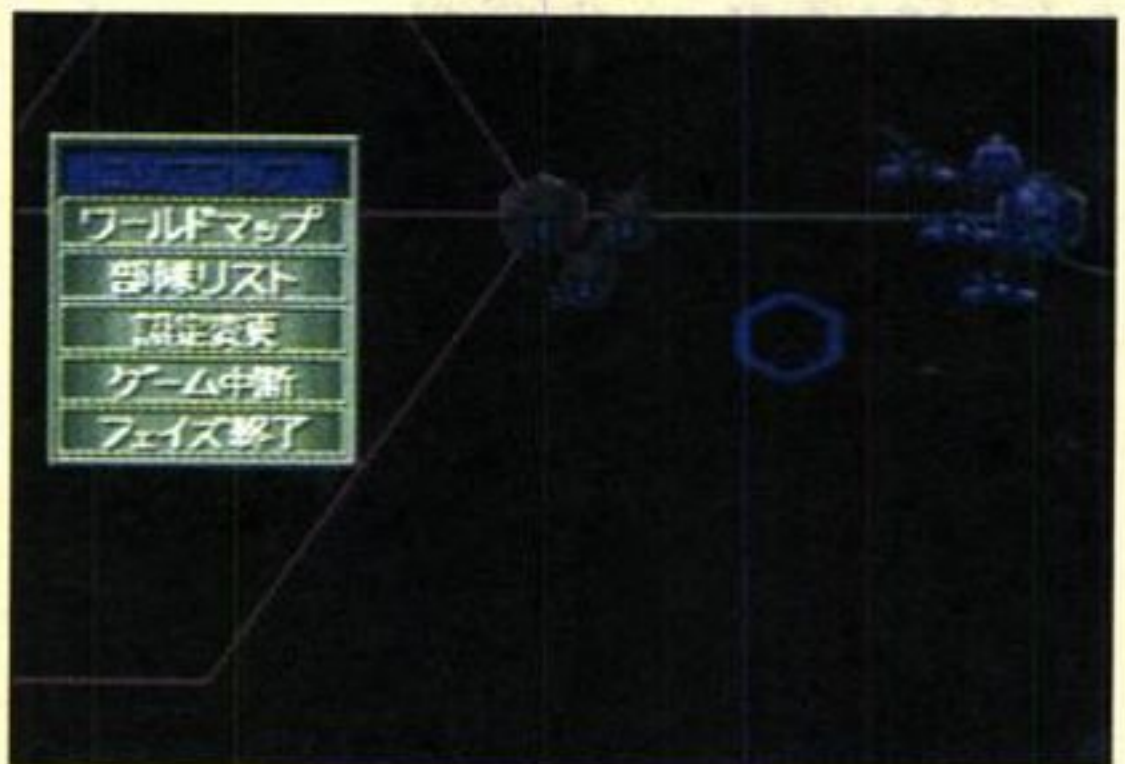 ワールドマップ
部隊リスト
設定変更
ゲーム中断
フェイズ終了